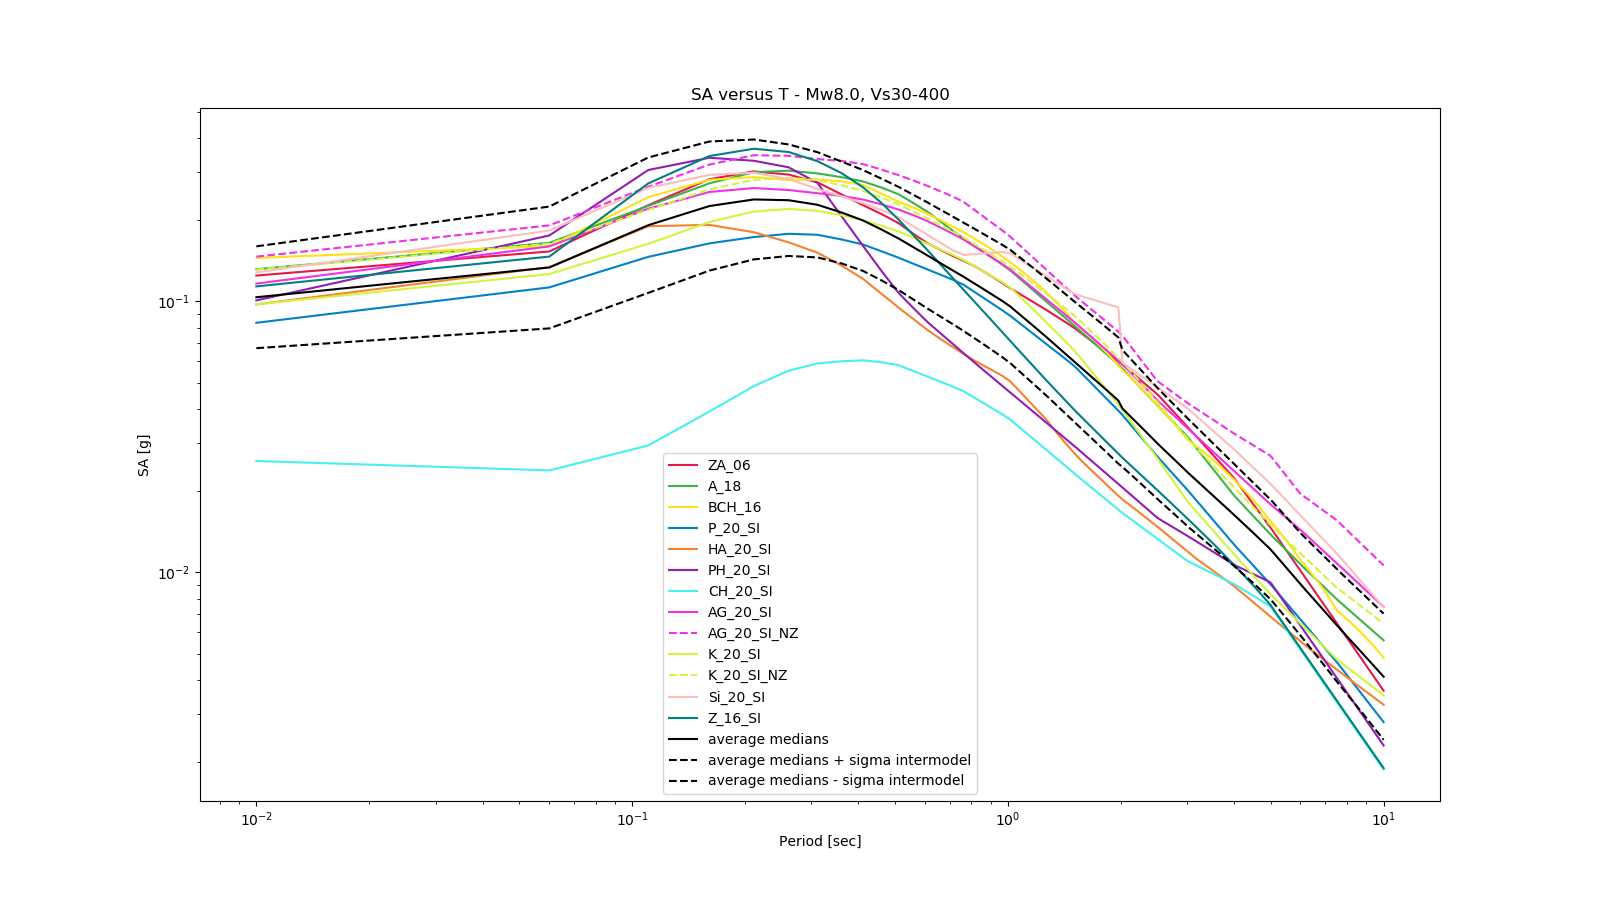 SA versus T - Mw8.0, Vs30-400
SA [g]
10⁻¹
10⁻²
ZA_06
A_18
BCH_16
P_20_SI
HA_20_SI
PH_20_SI
CH_20_SI
AG_20_SI
AG_20_SI_NZ
K_20_SI
K_20_SI_NZ
Si_20_SI
Z_16_SI
average medians
average medians + sigma intermodel
average medians - sigma intermodel
10⁻² 10⁻¹ 10⁰ 10¹
Period [sec]